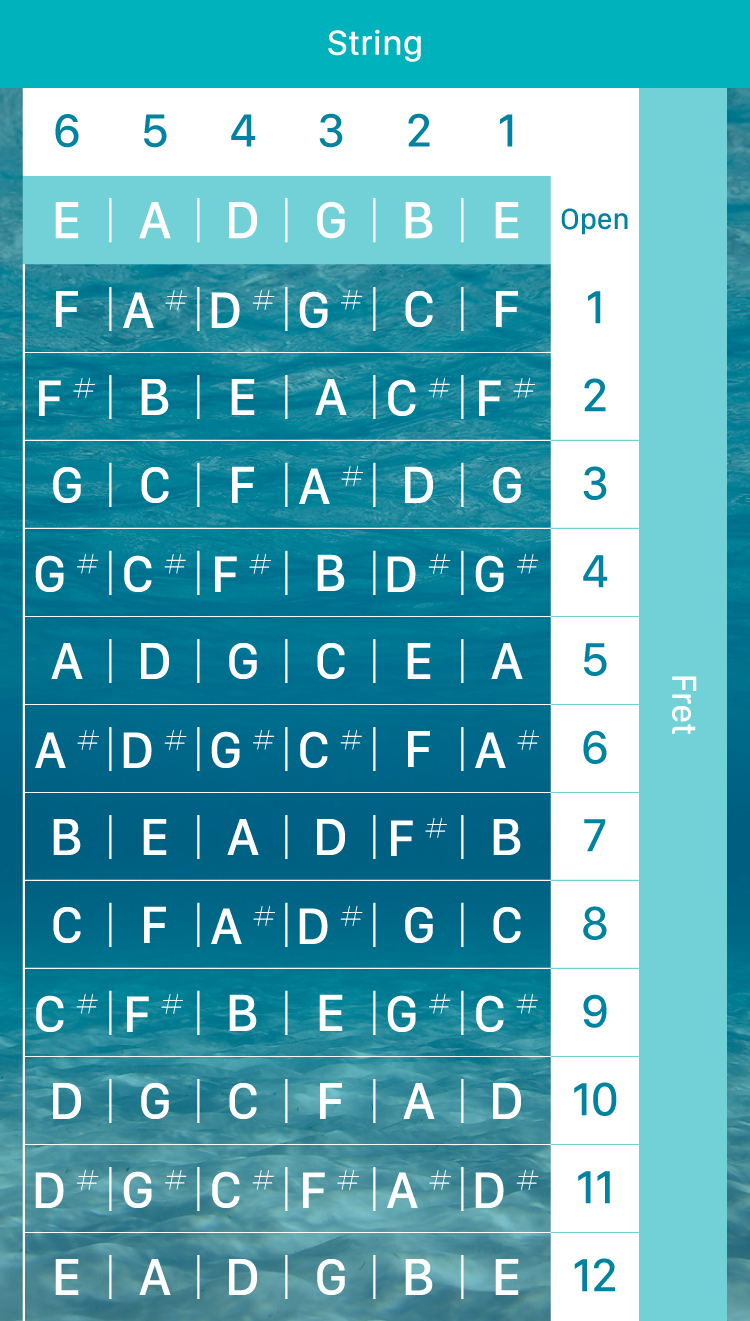 String
6 5 4 3 2 1
E | A | D | G | B | E Open
F | A# | D# | G# | C | F 1
F# | B | E | A | C# | F# 2
G | C | F | A# | D | G 3
G# | C# | F# | B | D# | G# 4
A | D | G | C | E | A 5
A# | D# | G# | C# | F | A# 6
B | E | A | D | F# | B 7
C | F | A# | D# | G | C 8
C# | F# | B | E | G# | C# 9
D | G | C | F | A | D 10
D# | G# | C# | F# | A# | D# 11
E | A | D | G | B | E 12
Fret